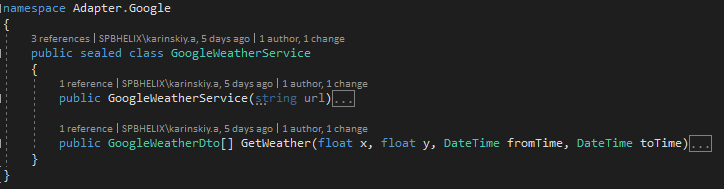 namespace Adapter.Google
{
3 references | SPBHELIX\karinskiy.a, 5 days ago | 1 author, 1 change
public sealed class GoogleWeatherService
{
1 reference | SPBHELIX\karinskiy.a, 5 days ago | 1 author, 1 change
public GoogleWeatherService(string url)...
1 reference | SPBHELIX\karinskiy.a, 5 days ago | 1 author, 1 change
public GoogleWeatherDto[] GetWeather(float x, float y, DateTime fromTime, DateTime toTime)...
}
}